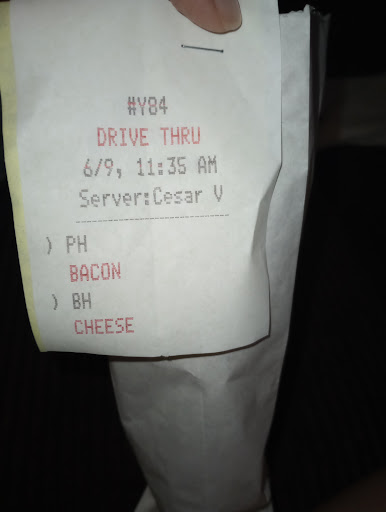 #Y84
DRIVE THRU
6/9, 11:35 AM
Server:Cesar V
--------------------
) PH
BACON
) BH
CHEESE